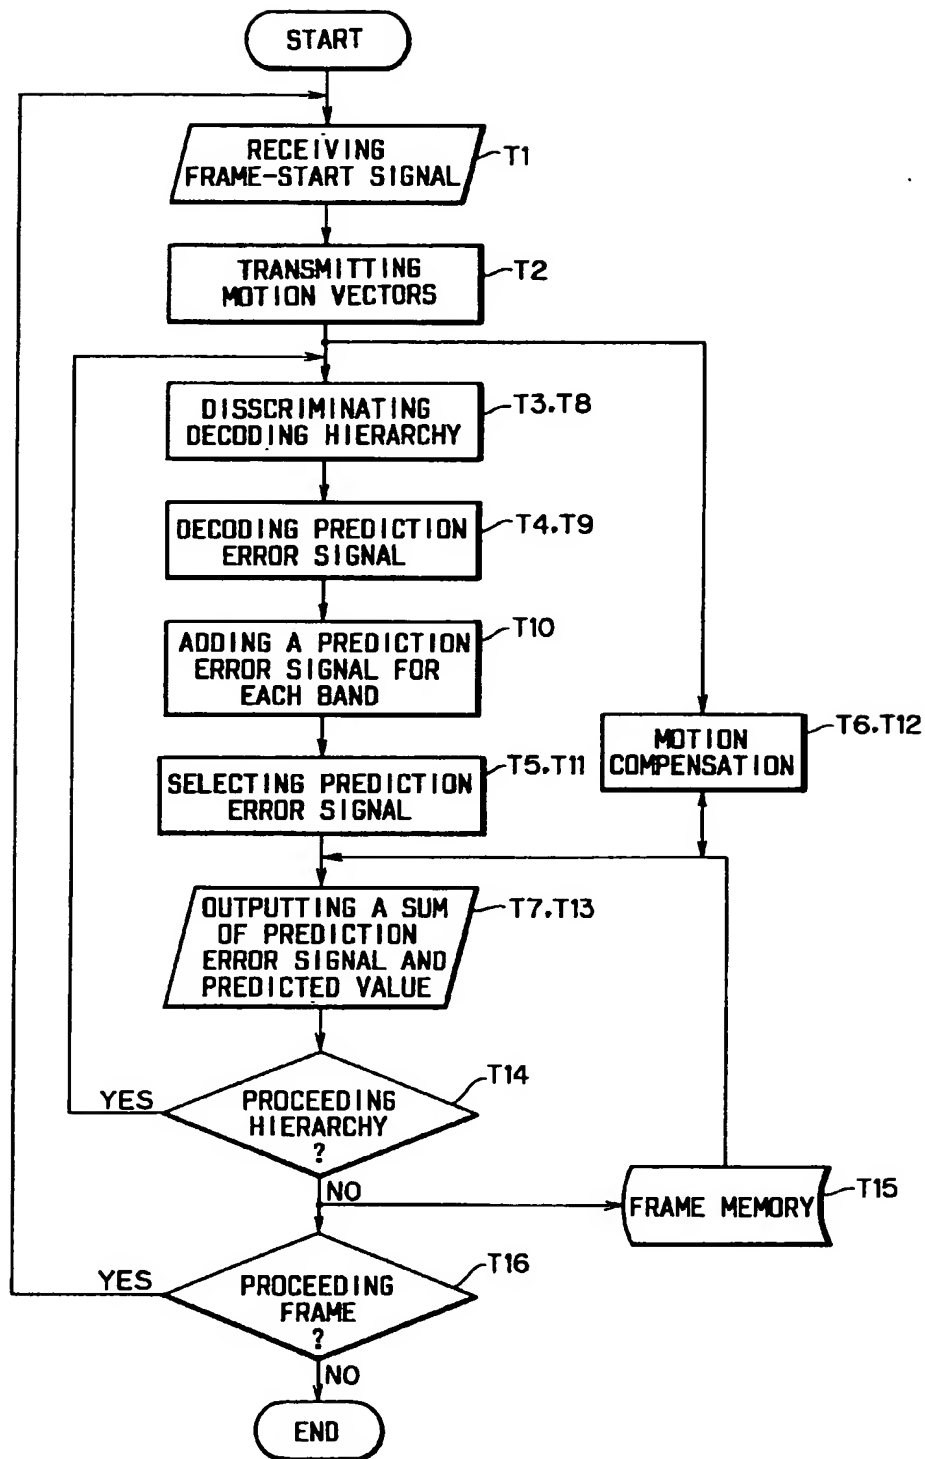 START
RECEIVING
FRAME-START SIGNAL
T1
TRANSMITTING
MOTION VECTORS
T2
DISSCRIMINATING
DECODING HIERARCHY
T3.T8
DECODING PREDICTION
ERROR SIGNAL
T4.T9
ADDING A PREDICTION
ERROR SIGNAL FOR
EACH BAND
T10
MOTION
COMPENSATION
T6.T12
SELECTING PREDICTION
ERROR SIGNAL
T5.T11
OUTPUTTING A SUM
OF PREDICTION
ERROR SIGNAL AND
PREDICTED VALUE
T7.T13
YES
PROCEEDING
HIERARCHY
?
T14
NO
FRAME MEMORY
T15
YES
PROCEEDING
FRAME
?
T16
NO
END